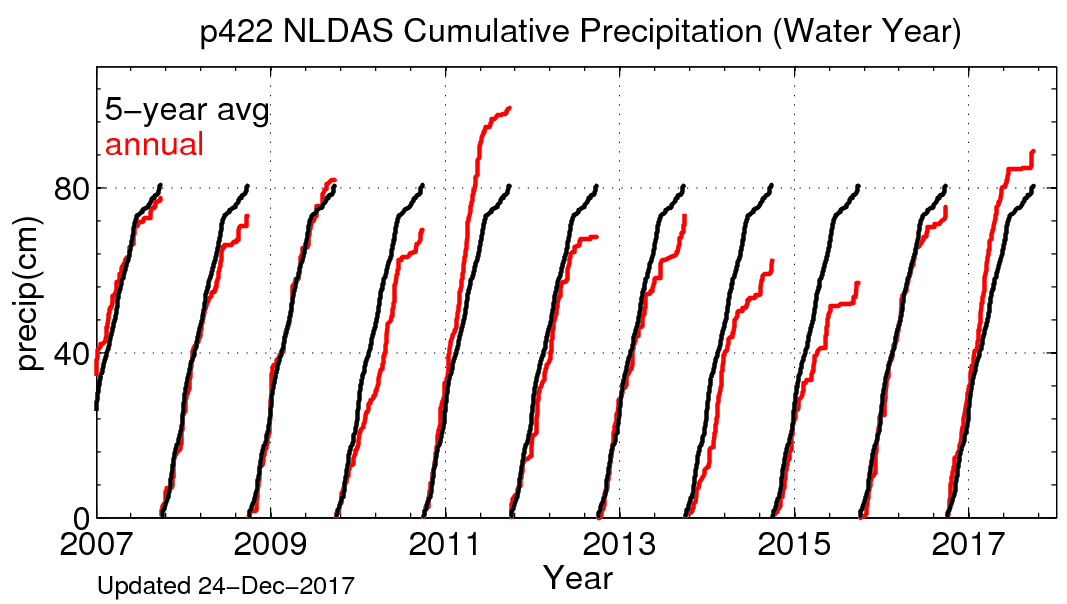 p422 NLDAS Cumulative Precipitation (Water Year)
5−year avg
annual
80
40
0
precip(cm)
2007 2009 2011 2013 2015 2017
Year
Updated 24−Dec−2017